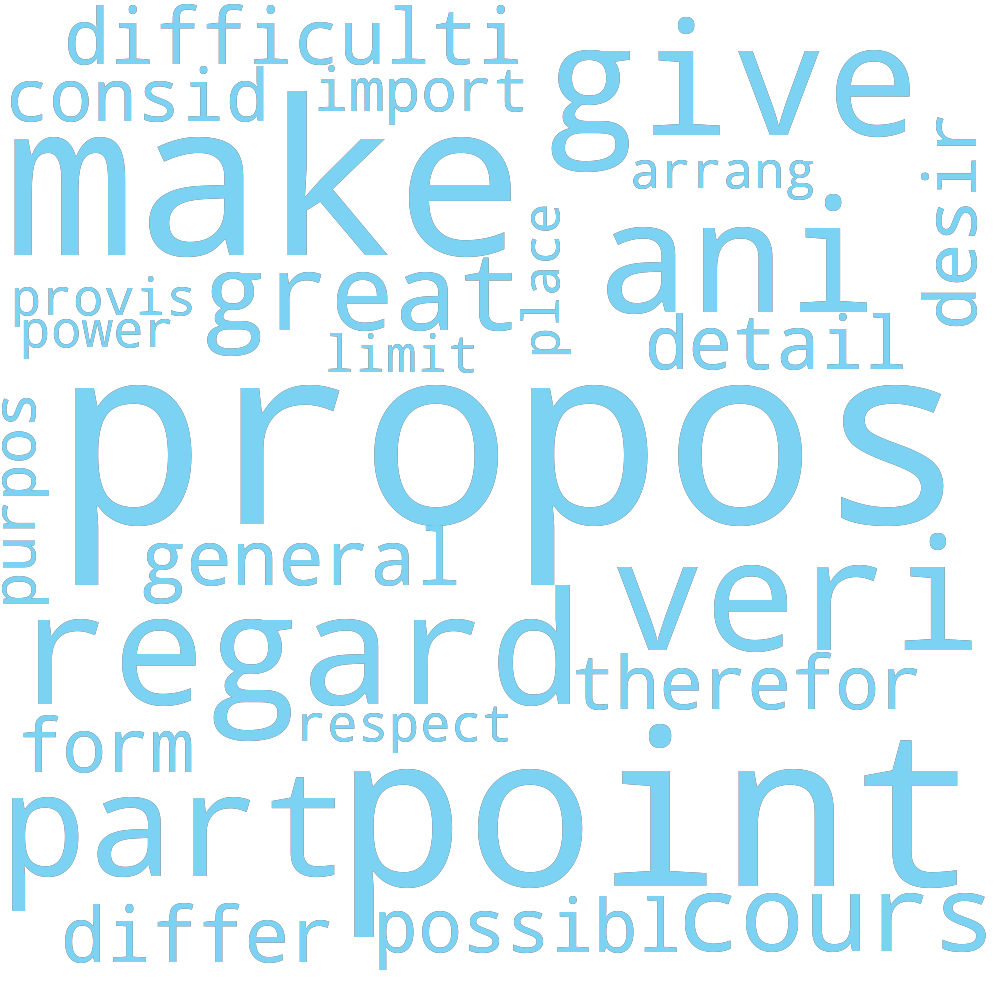 difficulti
give
consid
import
make
arrang
desir
ani
place
great
provis
power
detail
limit
propos
purpos
general
veri
regard
therefor
respect
form
point
part
cours
possibl
differ